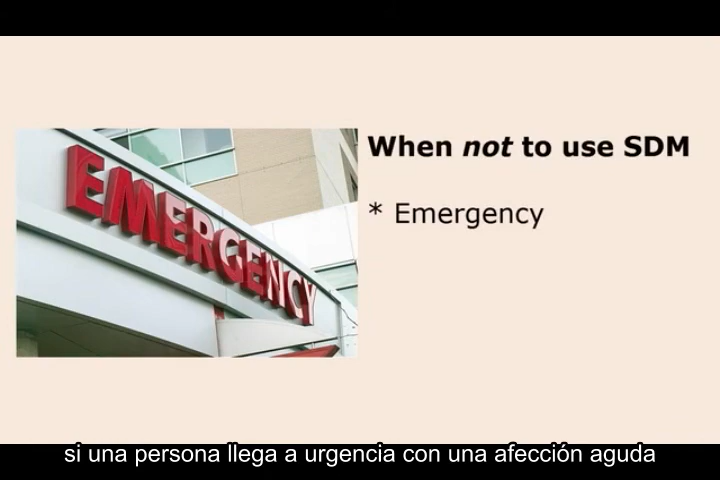 When not to use SDM
* Emergency
EMERGENCY
si una persona llega a urgencia con una afección aguda